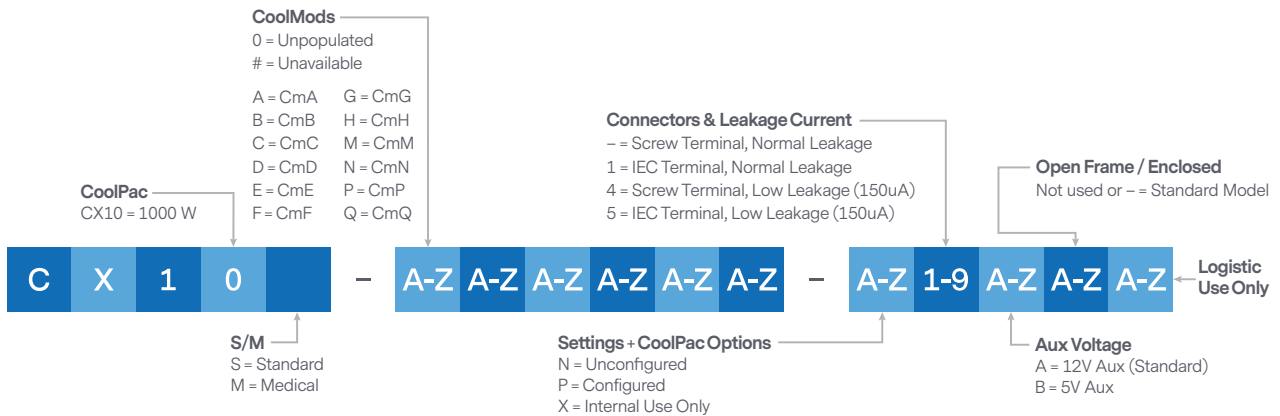 CoolMods
0 = Unpopulated
# = Unavailable
A = CmA G = CmG
B = CmB H = CmH
C = CmC M = CmM
D = CmD N = CmN
E = CmE P = CmP
F = CmF Q = CmQ
Connectors & Leakage Current
– = Screw Terminal, Normal Leakage
1 = IEC Terminal, Normal Leakage
4 = Screw Terminal, Low Leakage (150uA)
5 = IEC Terminal, Low Leakage (150uA)
Open Frame / Enclosed
Not used or – = Standard Model
CoolPac
CX10 = 1000 W
C X 1 0 – A-Z A-Z A-Z A-Z A-Z A-Z – A-Z 1-9 A-Z A-Z A-Z
Logistic
Use Only
S/M
S = Standard
M = Medical
Settings + CoolPac Options
N = Unconfigured
P = Configured
X = Internal Use Only
Aux Voltage
A = 12V Aux (Standard)
B = 5V Aux